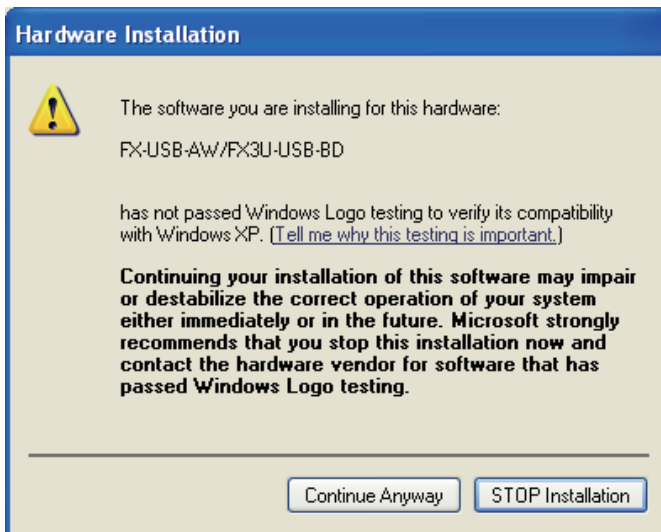 Hardware Installation
The software you are installing for this hardware:
FX-USB-AW/FX3U-USB-BD
has not passed Windows Logo testing to verify its compatibility
with Windows XP. (Tell me why this testing is important.)
Continuing your installation of this software may impair
or destabilize the correct operation of your system
either immediately or in the future. Microsoft strongly
recommends that you stop this installation now and
contact the hardware vendor for software that has
passed Windows Logo testing.
Continue Anyway
STOP Installation